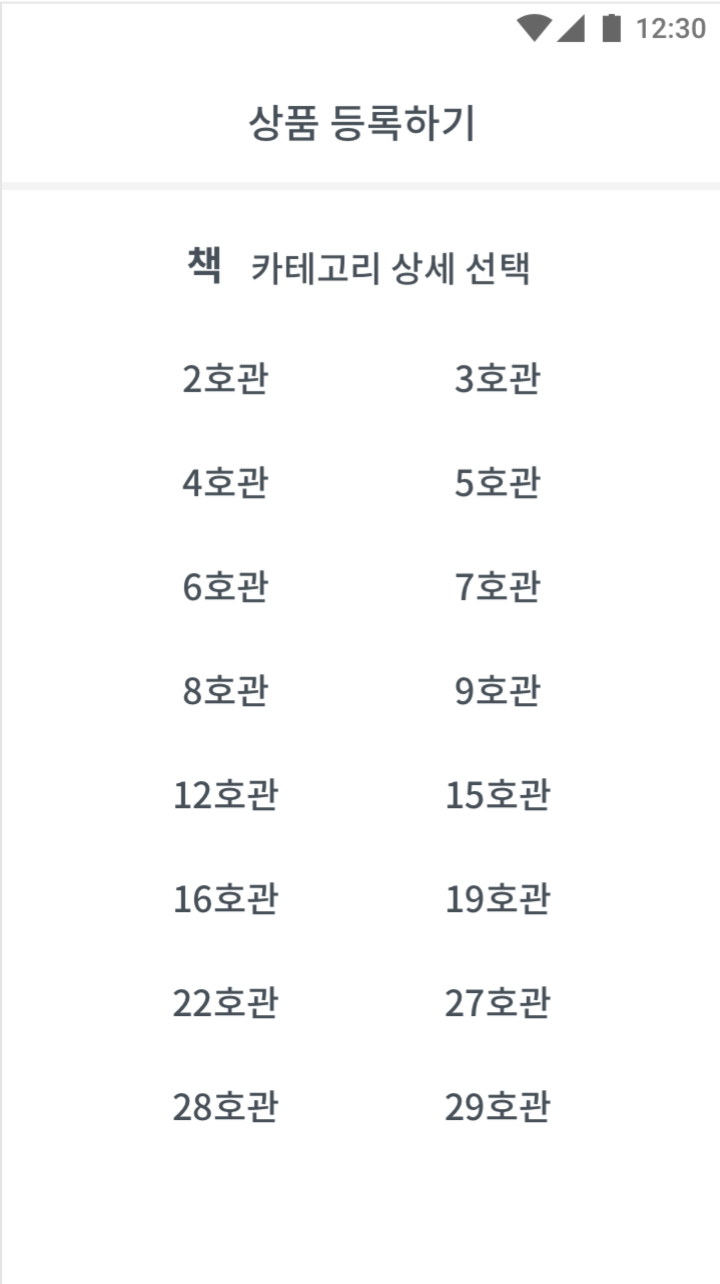 12:30
상품 등록하기
책 카테고리 상세 선택
2호관 3호관
4호관 5호관
6호관 7호관
8호관 9호관
12호관 15호관
16호관 19호관
22호관 27호관
28호관 29호관